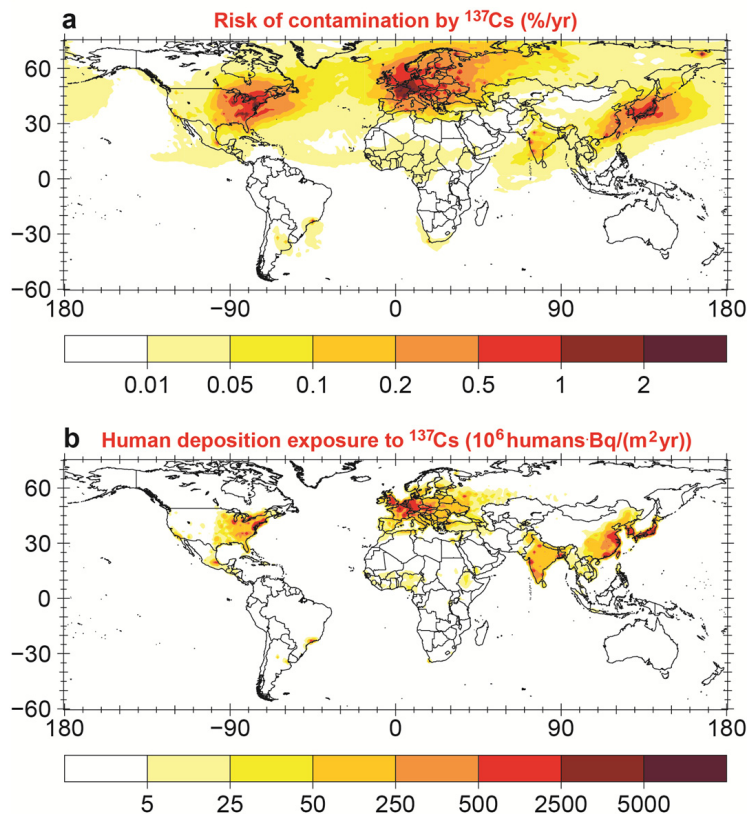 a Risk of contamination by ¹³⁷Cs (%/yr)
60
30
0
−30
−60
180 −90 0 90 180
0.01 0.05 0.1 0.2 0.5 1 2
b Human deposition exposure to ¹³⁷Cs (10⁶ humans·Bq/(m²yr))
60
30
0
−30
−60
180 −90 0 90 180
5 25 50 250 500 2500 5000